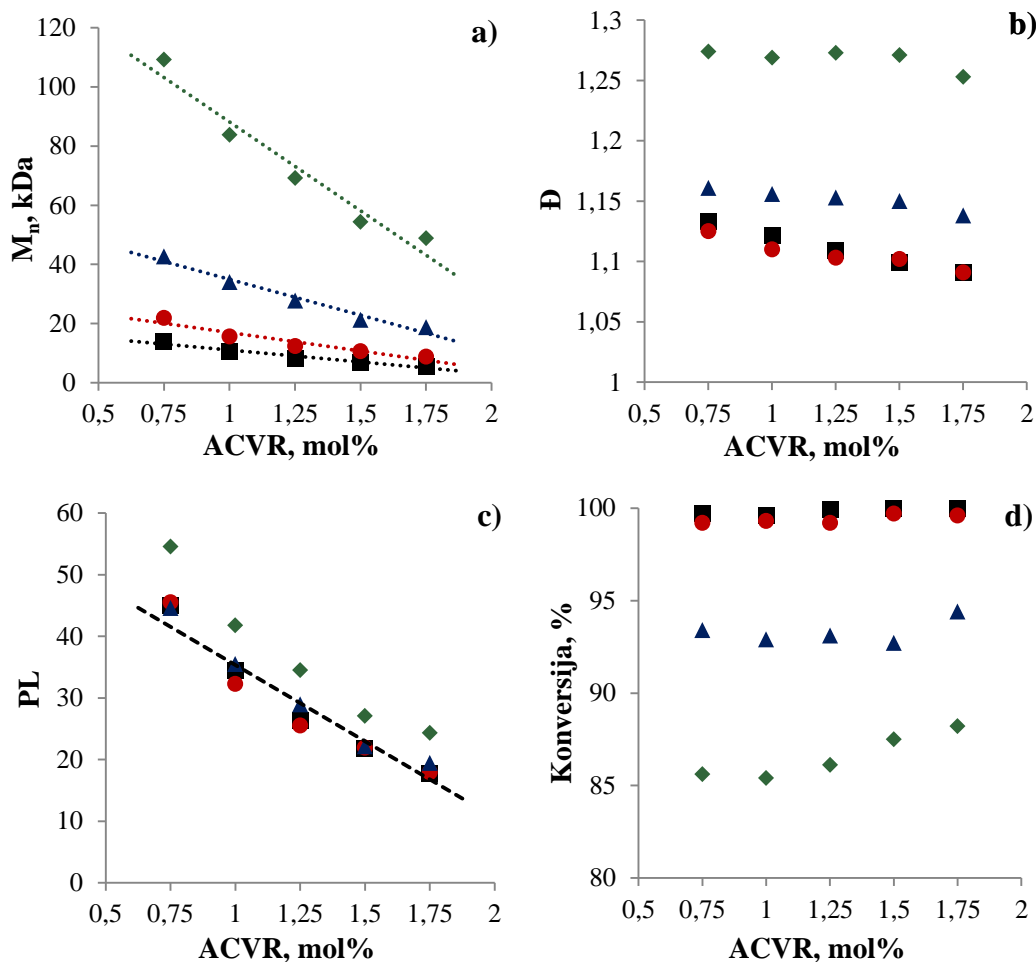 a)
120
100
80
60
40
20
0
Mn, kDa
0,5 0,75 1 1,25 1,5 1,75 2
ACVR, mol%
b)
1,3
1,25
1,2
1,15
1,1
1,05
1
Đ
0,5 0,75 1 1,25 1,5 1,75 2
ACVR, mol%
c)
60
50
40
30
20
10
0
PL
0,5 0,75 1 1,25 1,5 1,75 2
ACVR, mol%
d)
100
95
90
85
80
Konversija, %
0,5 0,75 1 1,25 1,5 1,75 2
ACVR, mol%